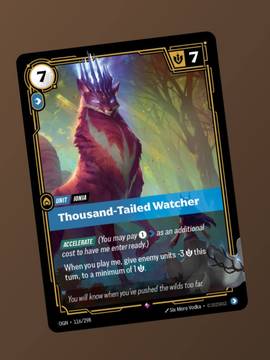 7
7
UNIT IONIA
Thousand-Tailed Watcher
ACCELERATE (You may pay 1 as an additional
cost to have me enter ready.)
When you play me, give enemy units -3 this
turn, to a minimum of 1.
You will know when you've pushed the wilds too far.
OGN • 116/298
Six More Vodka